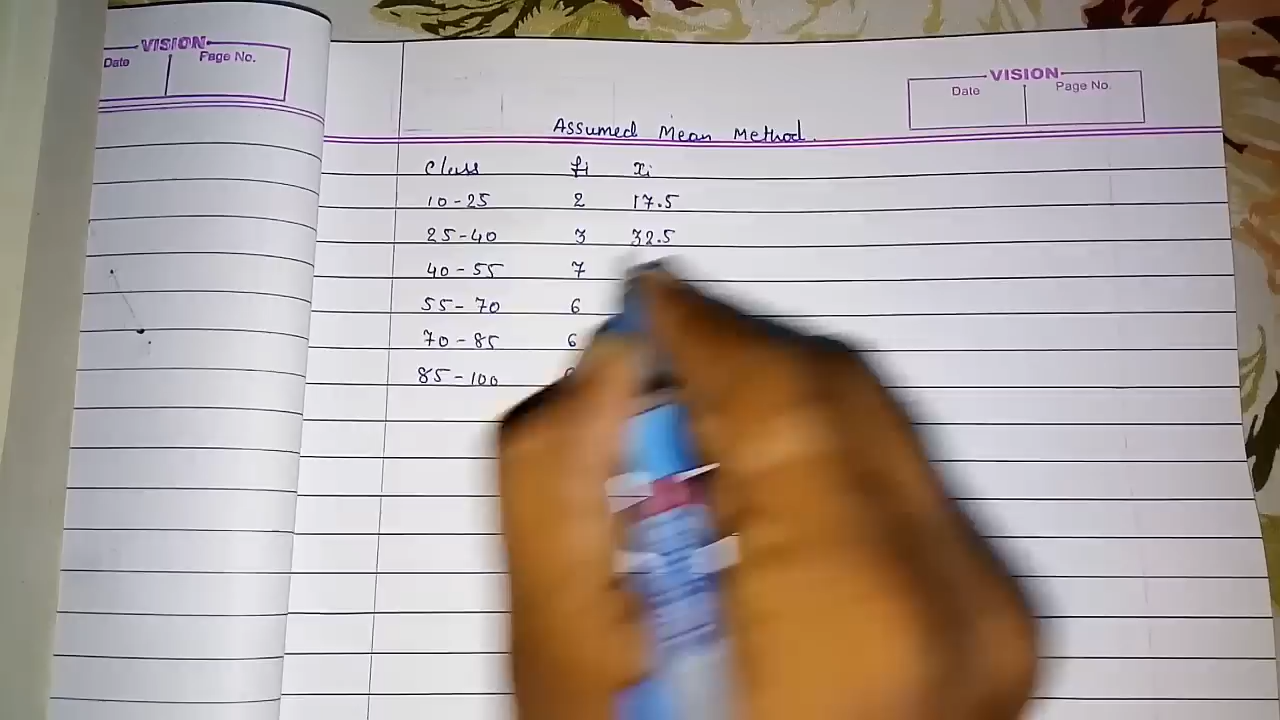 VISION
Date Page No.
VISION
Date Page No.
Assumed Mean Method.
Class fi xi
10-25 2 17.5
25-40 3 32.5
40-55 7
55-70 6
70-85 6
85-100